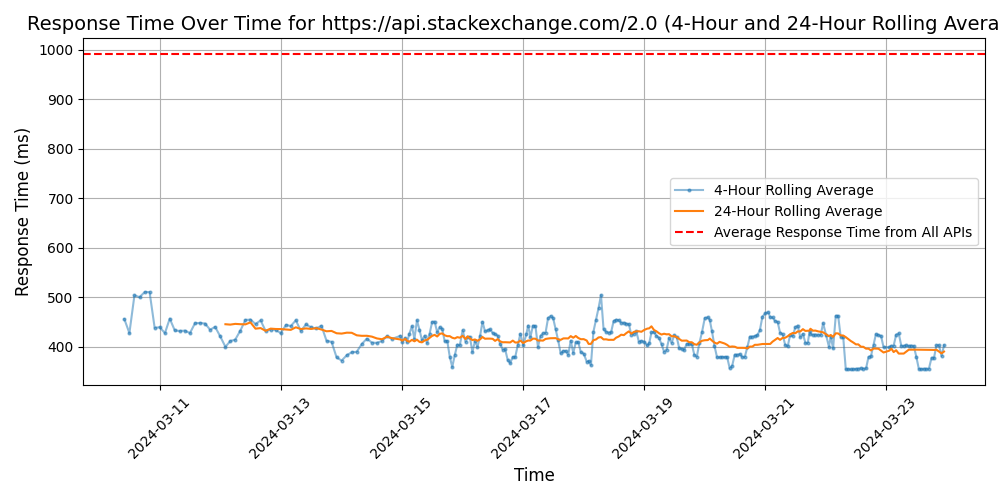 Response Time Over Time for https://api.stackexchange.com/2.0 (4-Hour and 24-Hour Rolling Avera
Response Time (ms)
1000
900
800
700
600
500
400
4-Hour Rolling Average
24-Hour Rolling Average
Average Response Time from All APIs
2024-03-11
2024-03-13
2024-03-15
2024-03-17
2024-03-19
2024-03-21
2024-03-23
Time